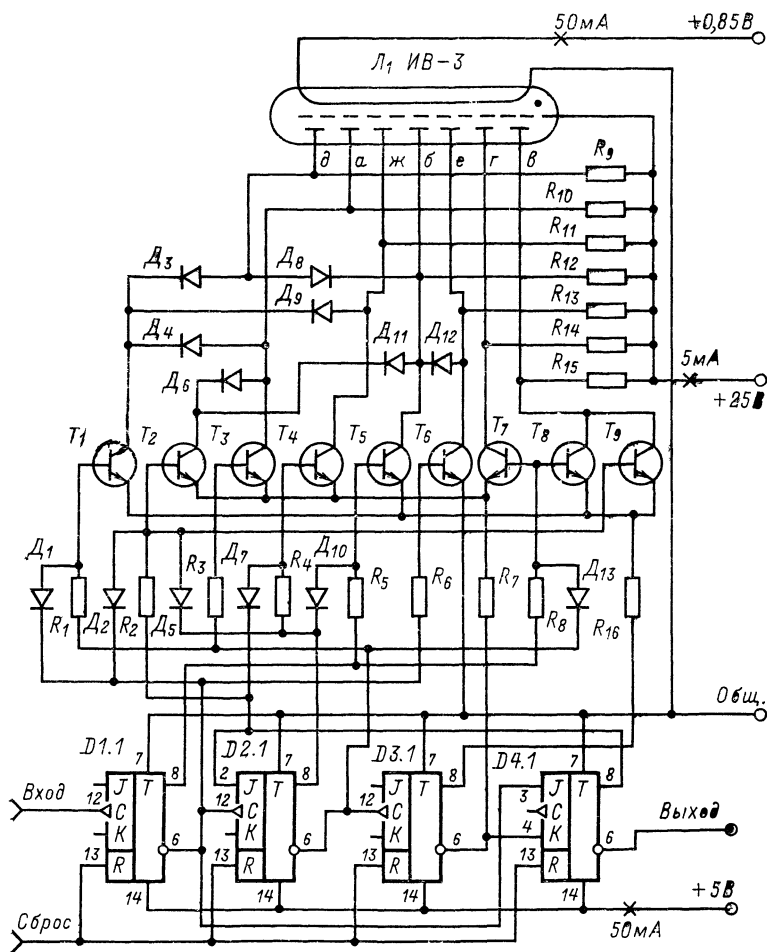 50мА +0,85В
Л1 ИВ-3
д а ж б е г в
R9
R10
R11
R12
R13
R14
R15
Д3 Д8
Д9
Д4
Д11 Д12
Д6
5мА
+25В
T1 T2 T3 T4 T5 T6 T7 T8 T9
Д1 R3 Д7 R4 Д10 R5 R6 R7 Д13
R1 Д2 R2 Д5 R8 R16
Общ.
D1.1 7 8 D2.1 7 8 D3.1 7 8 D4.1 7 8
Вход 12 J C K T 6 2 12 J C K T 6 12 J C K T 6 3 4 J C K T 6 Выход
13 R 14 13 R 14 13 R 14 13 R 14
+5В
50мА
Сброс